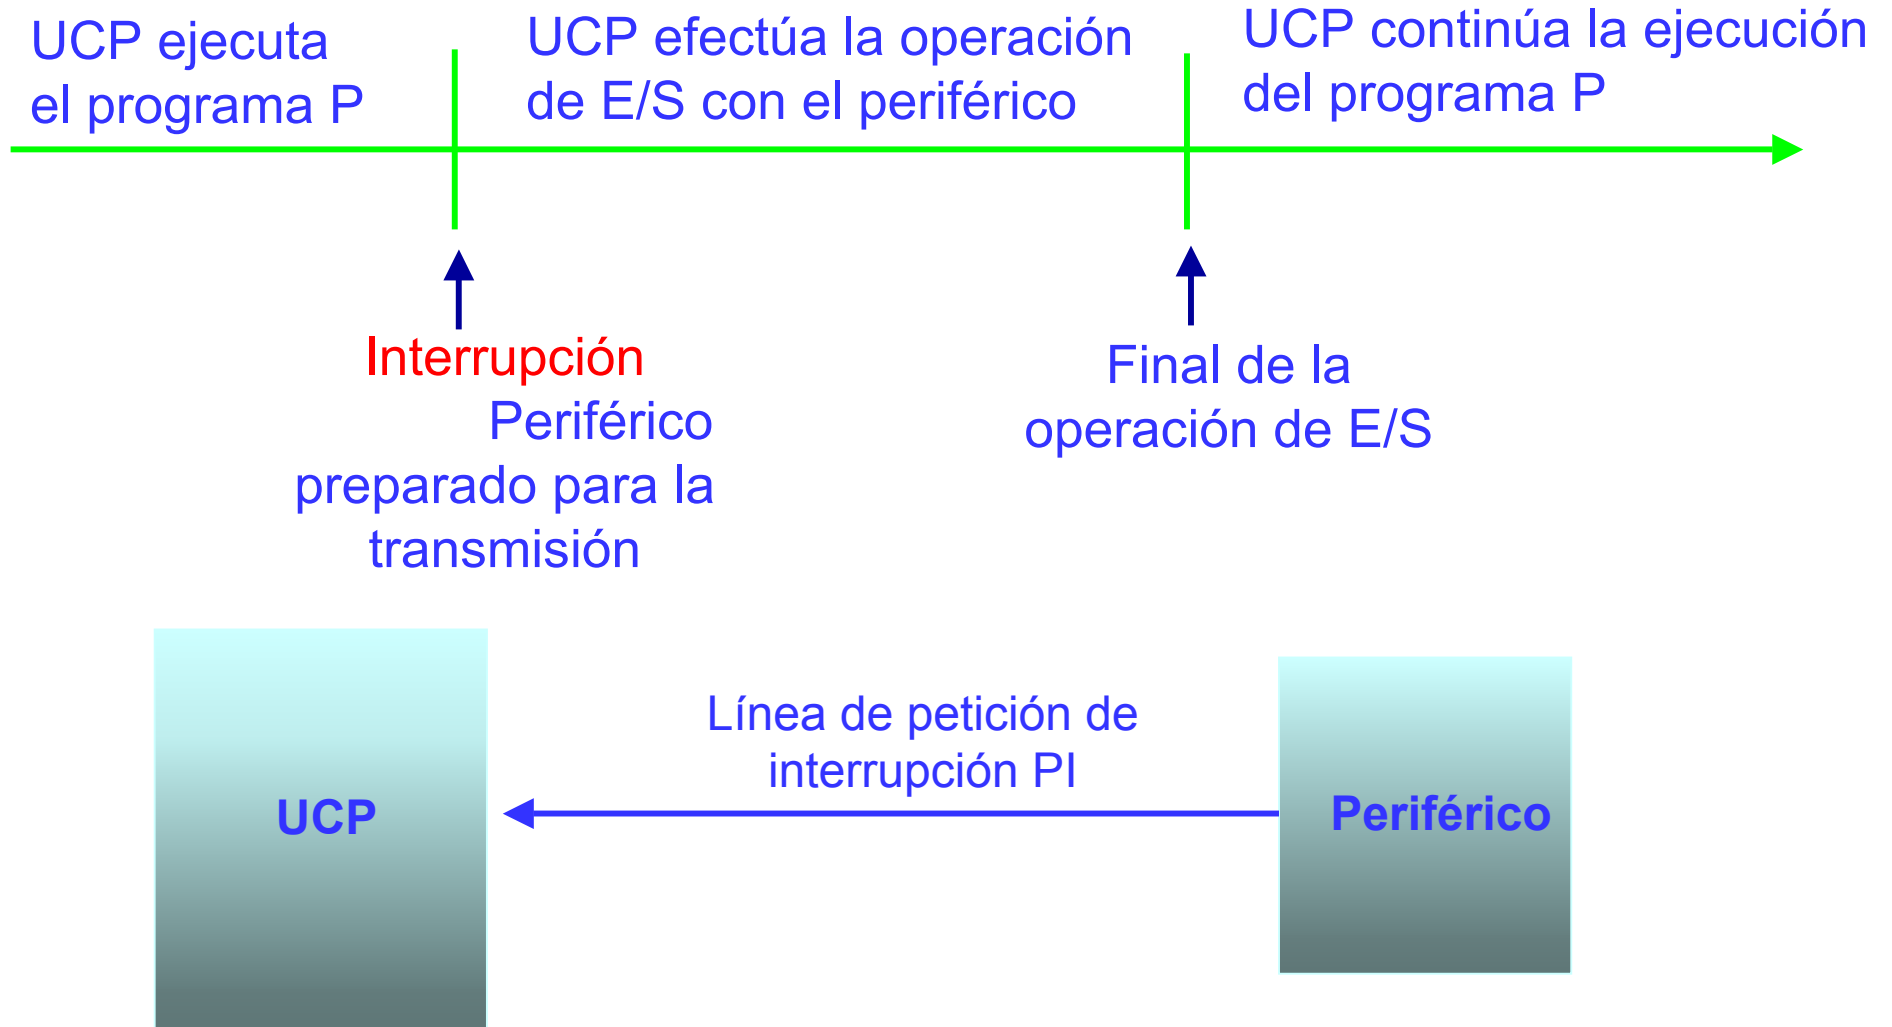 UCP ejecuta
el programa P
UCP efectúa la operación
de E/S con el periférico
UCP continúa la ejecución
del programa P
Interrupción
Periférico
preparado para la
transmisión
Final de la
operación de E/S
Línea de petición de
interrupción PI
UCP
Periférico